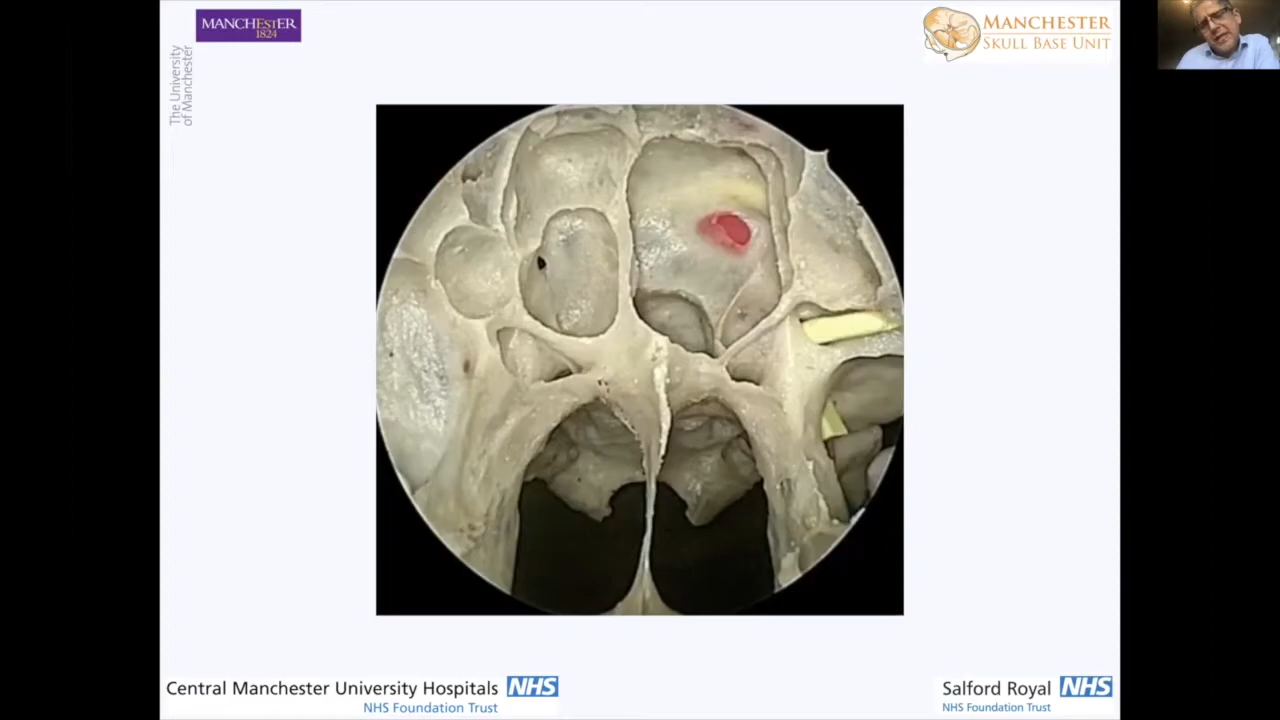 MANCHESTER
1824
The University
of Manchester
MANCHESTER
SKULL BASE UNIT
Central Manchester University Hospitals NHS
NHS Foundation Trust
Salford Royal NHS
NHS Foundation Trust